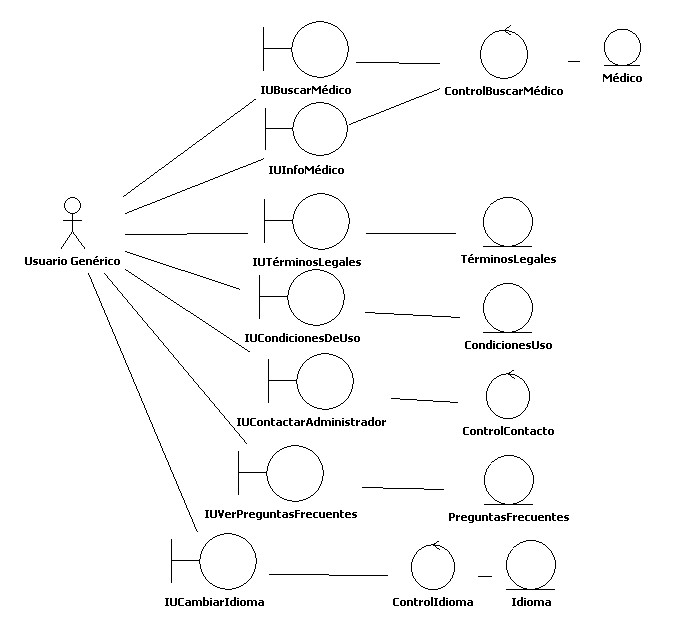 IUBuscarMédico
ControlBuscarMédico
Médico
IUInfoMédico
Usuario Genérico
IUTérminosLegales
TérminosLegales
IUCondicionesDeUso
CondicionesUso
IUContactarAdministrador
ControlContacto
IUVerPreguntasFrecuentes
PreguntasFrecuentes
IUCambiarIdioma
ControlIdioma
Idioma